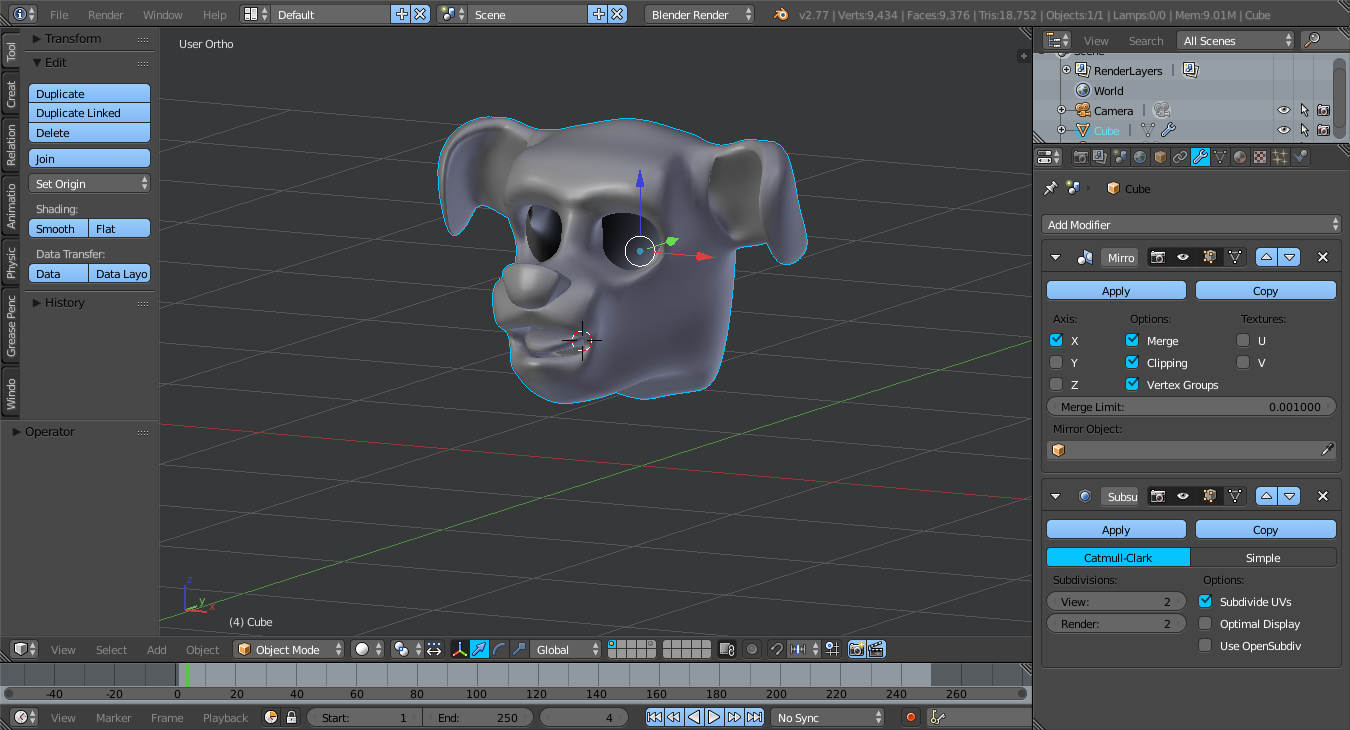 File Render Window Help Default Scene Blender Render v2.77 | Verts:9,434 | Faces:9,376 | Tris:18,752 | Objects:1/1 | Lamps:0/0 | Mem:9.01M | Cube
Transform
Edit
Duplicate
Duplicate Linked
Delete
Join
Set Origin
Shading:
Smooth Flat
Data Transfer:
Data Data Layo
History
Operator
Tool
Creat
Relation
Animatio
Physic
Grease Penc
Windo
User Ortho
z
y
x
(4) Cube
View Search All Scenes
Scene
RenderLayers |
World
Camera |
Cube |
Cube
Add Modifier
Mirro
Apply Copy
Axis: Options: Textures:
X Merge U
Y Clipping V
Z Vertex Groups
Merge Limit: 0.001000
Mirror Object:
Subsu
Apply Copy
Catmull-Clark Simple
Subdivisions: Options:
View: 2 Subdivide UVs
Render: 2 Optimal Display
Use OpenSubdiv
View Select Add Object Object Mode Global
-40 -20 0 20 40 60 80 100 120 140 160 180 200 220 240 260
View Marker Frame Playback Start: 1 End: 250 4 No Sync